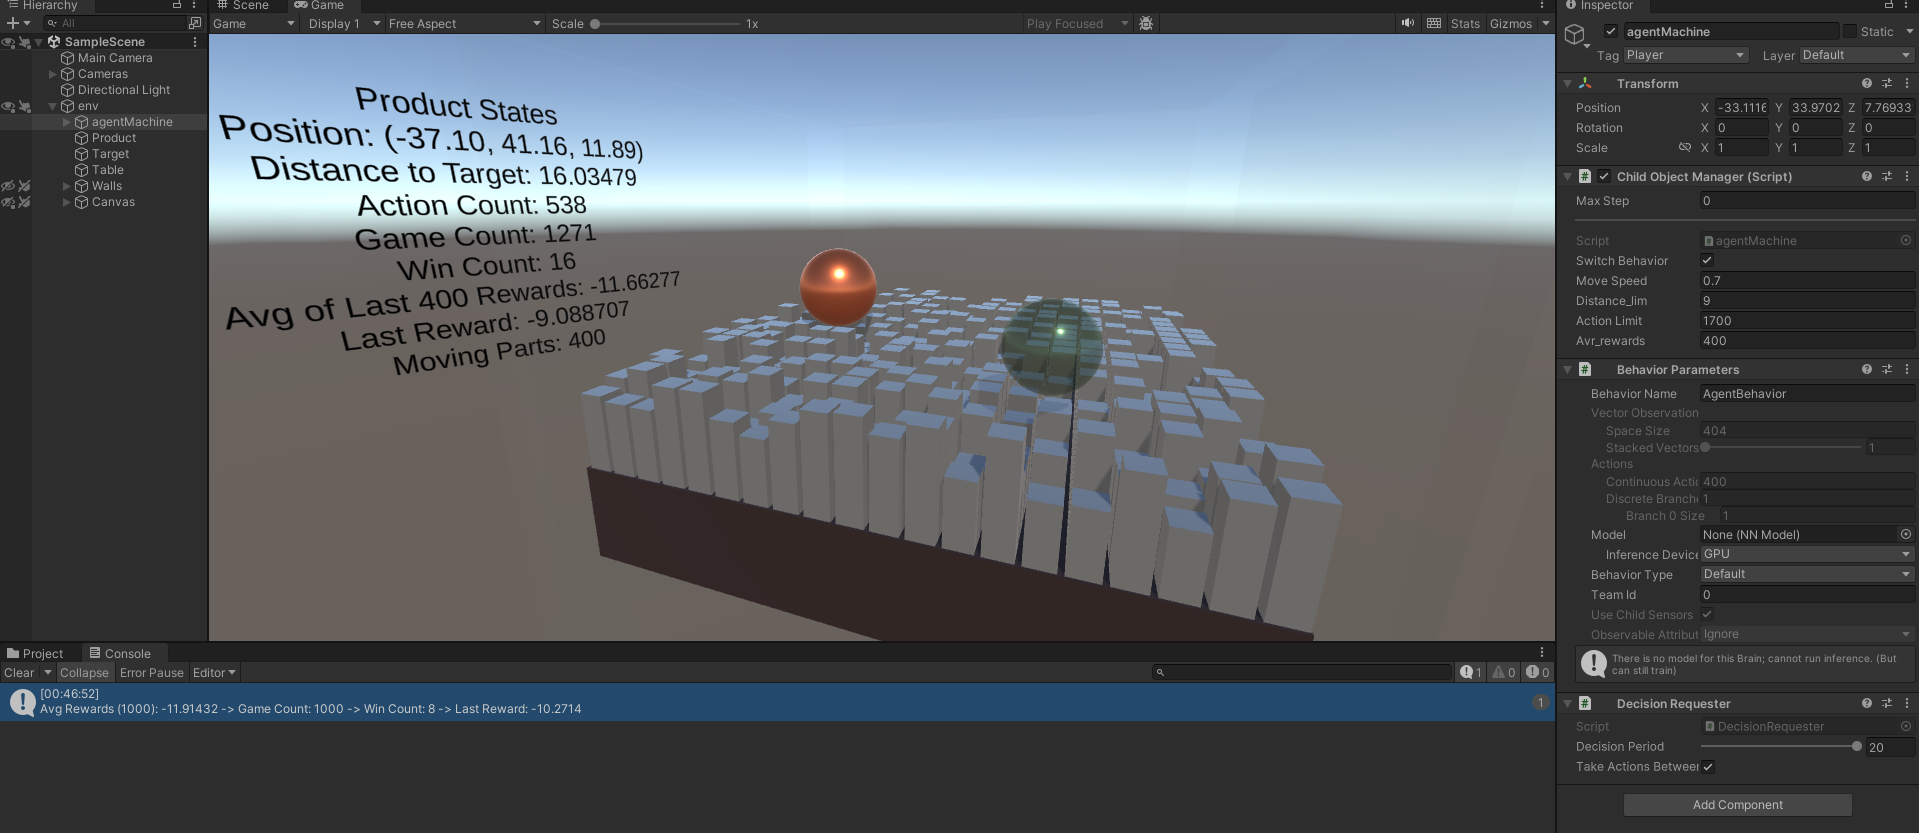 Hierarchy
All
SampleScene
Main Camera
Cameras
Directional Light
env
agentMachine
Product
Target
Table
Walls
Canvas
Scene
Game
Game
Display 1
Free Aspect
Scale
1x
Play Focused
Stats
Gizmos
Product States
Position: (-37.10, 41.16, 11.89)
Distance to Target: 16.03479
Action Count: 538
Game Count: 1271
Win Count: 16
Avg of Last 400 Rewards: -11.66277
Last Reward: -9.088707
Moving Parts: 400
Project
Console
Clear
Collapse
Error Pause
Editor
1
0
0
[00:46:52]
Avg Rewards (1000): -11.91432 -> Game Count: 1000 -> Win Count: 8 -> Last Reward: -10.2714
1
Inspector
agentMachine
Static
Tag Player
Layer Default
Transform
Position X -33.1116 Y 33.9702 Z 7.76933
Rotation X 0 Y 0 Z 0
Scale X 1 Y 1 Z 1
# Child Object Manager (Script)
Max Step 0
Script # agentMachine
Switch Behavior
Move Speed 0.7
Distance_lim 9
Action Limit 1700
Avr_rewards 400
# Behavior Parameters
Behavior Name AgentBehavior
Vector Observation
Space Size 404
Stacked Vectors 1
Actions
Continuous Actic 400
Discrete Branche 1
Branch 0 Size 1
Model None (NN Model)
Inference Device GPU
Behavior Type Default
Team Id 0
Use Child Sensors
Observable Attribut Ignore
There is no model for this Brain; cannot run inference. (But
can still train)
# Decision Requester
Script # DecisionRequester
Decision Period 20
Take Actions Betweer
Add Component